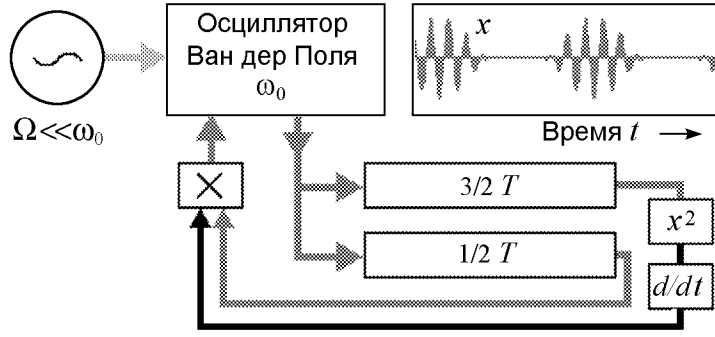 Осциллятор
Ван дер Поля
ω₀
x
Ω<<ω₀
Время t
×
3/2 T
x²
1/2 T
d/dt